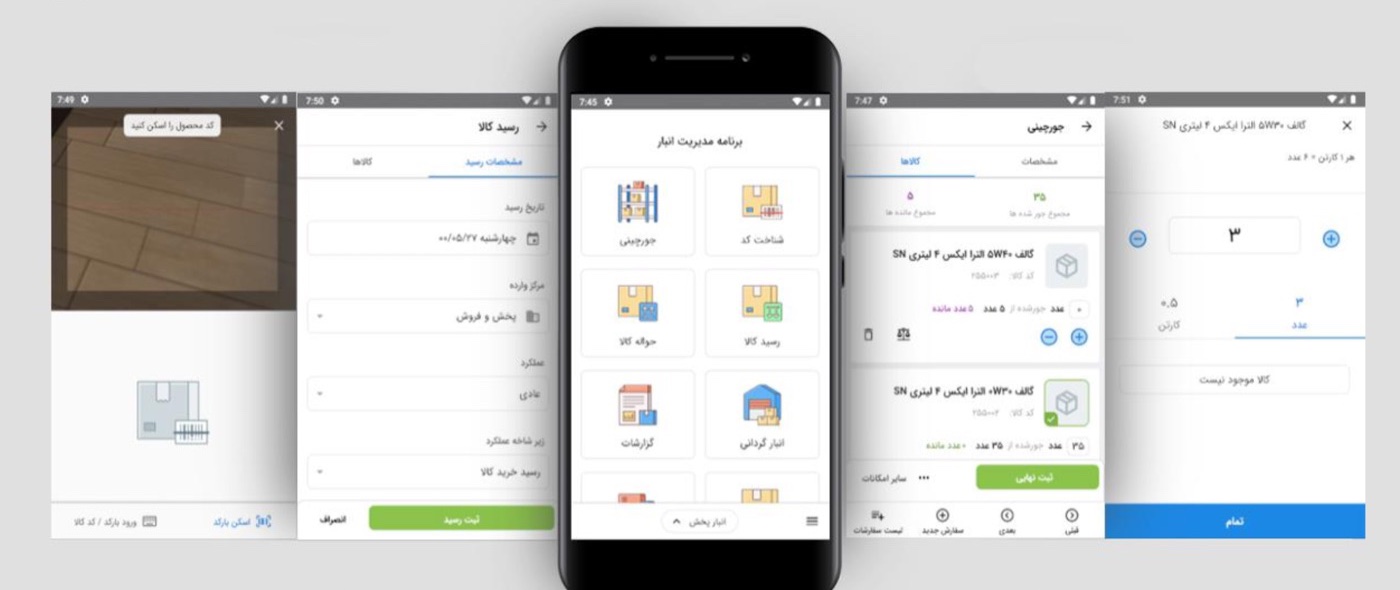 7:49
کد محصول را اسکن کنید
اسکن بارکد
ورود بارکد / کد کالا
7:50
رسید کالا
مشخصات رسید
کالاها
تاریخ رسید
چهارشنبه ۰۰/۰۵/۲۷
مرکز وارده
پخش و فروش
عملکرد
عادی
زیر شاخه عملکرد
رسید خرید کالا
ثبت رسید
انصراف
7:45
برنامه مدیریت انبار
شناخت کد
جورچینی
رسید کالا
حواله کالا
انبار گردانی
گزارشات
انبار پخش
7:47
جورچینی
مشخصات
کالاها
۳۵
۵
مجموع جور شده ها
مجموع مانده ها
گالف ۵W۴۰ الترا ایکس ۴ لیتری SN
کد کالا: ۲۵۵۰۰۳
۰ عدد جورشده از ۵ عدد ۵ عدد مانده
گالف ۰W۳۰ الترا ایکس ۴ لیتری SN
کد کالا: ۲۵۵۰۰۲
۳۵ عدد جورشده از ۳۵ عدد ۰ عدد مانده
ثبت نهایی
سایر امکانات
قبلی
بعدی
سفارش جدید
لیست سفارشات
7:51
گالف ۵W۳۰ الترا ایکس ۴ لیتری SN
هر ۱ کارتن = ۶ عدد
۳
۳
عدد
۰.۵
کارتن
کالا موجود نیست
تمام